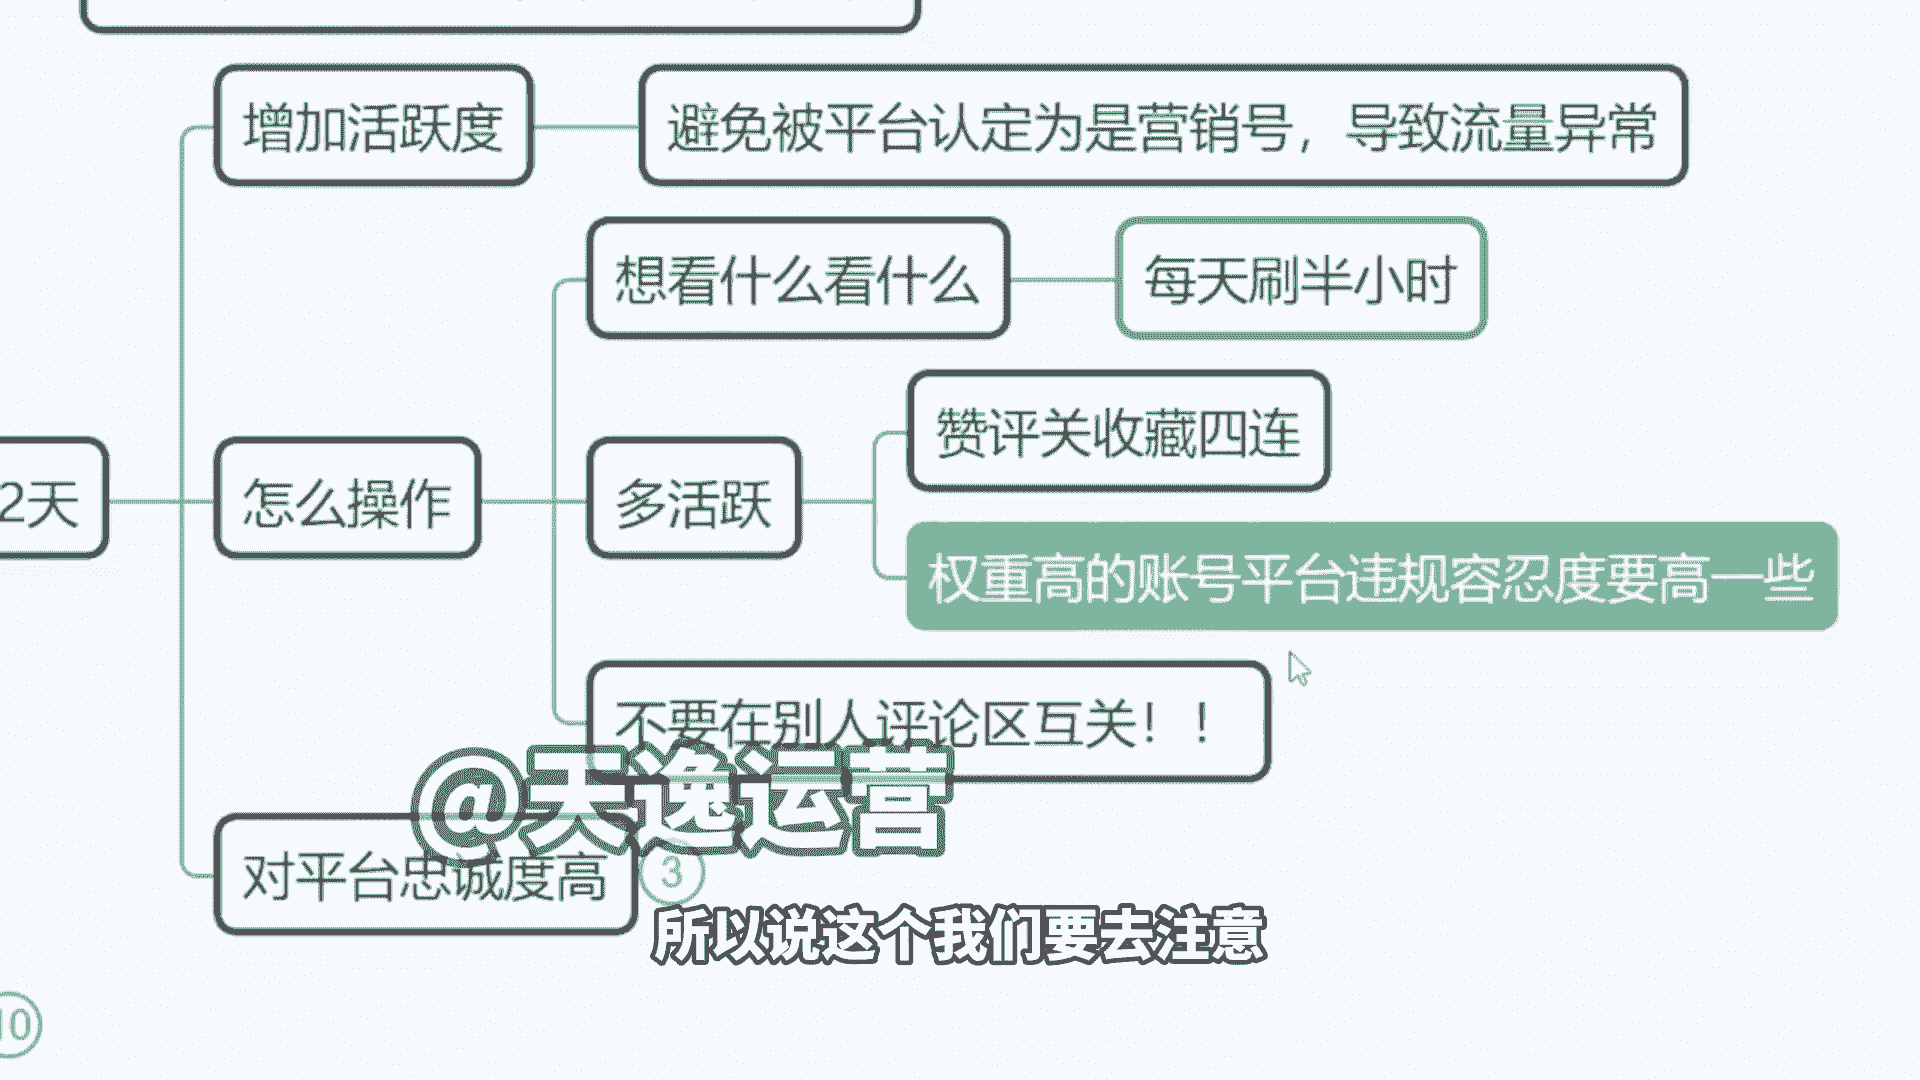 增加活跃度
避免被平台认定为是营销号，导致流量异常
想看什么看什么
每天刷半小时
赞评关收藏四连
2天
怎么操作
多活跃
权重高的账号平台违规容忍度要高一些
不要在别人评论区互关！！
@天逸运营
对平台忠诚度高
3
所以说这个我们要去注意
10